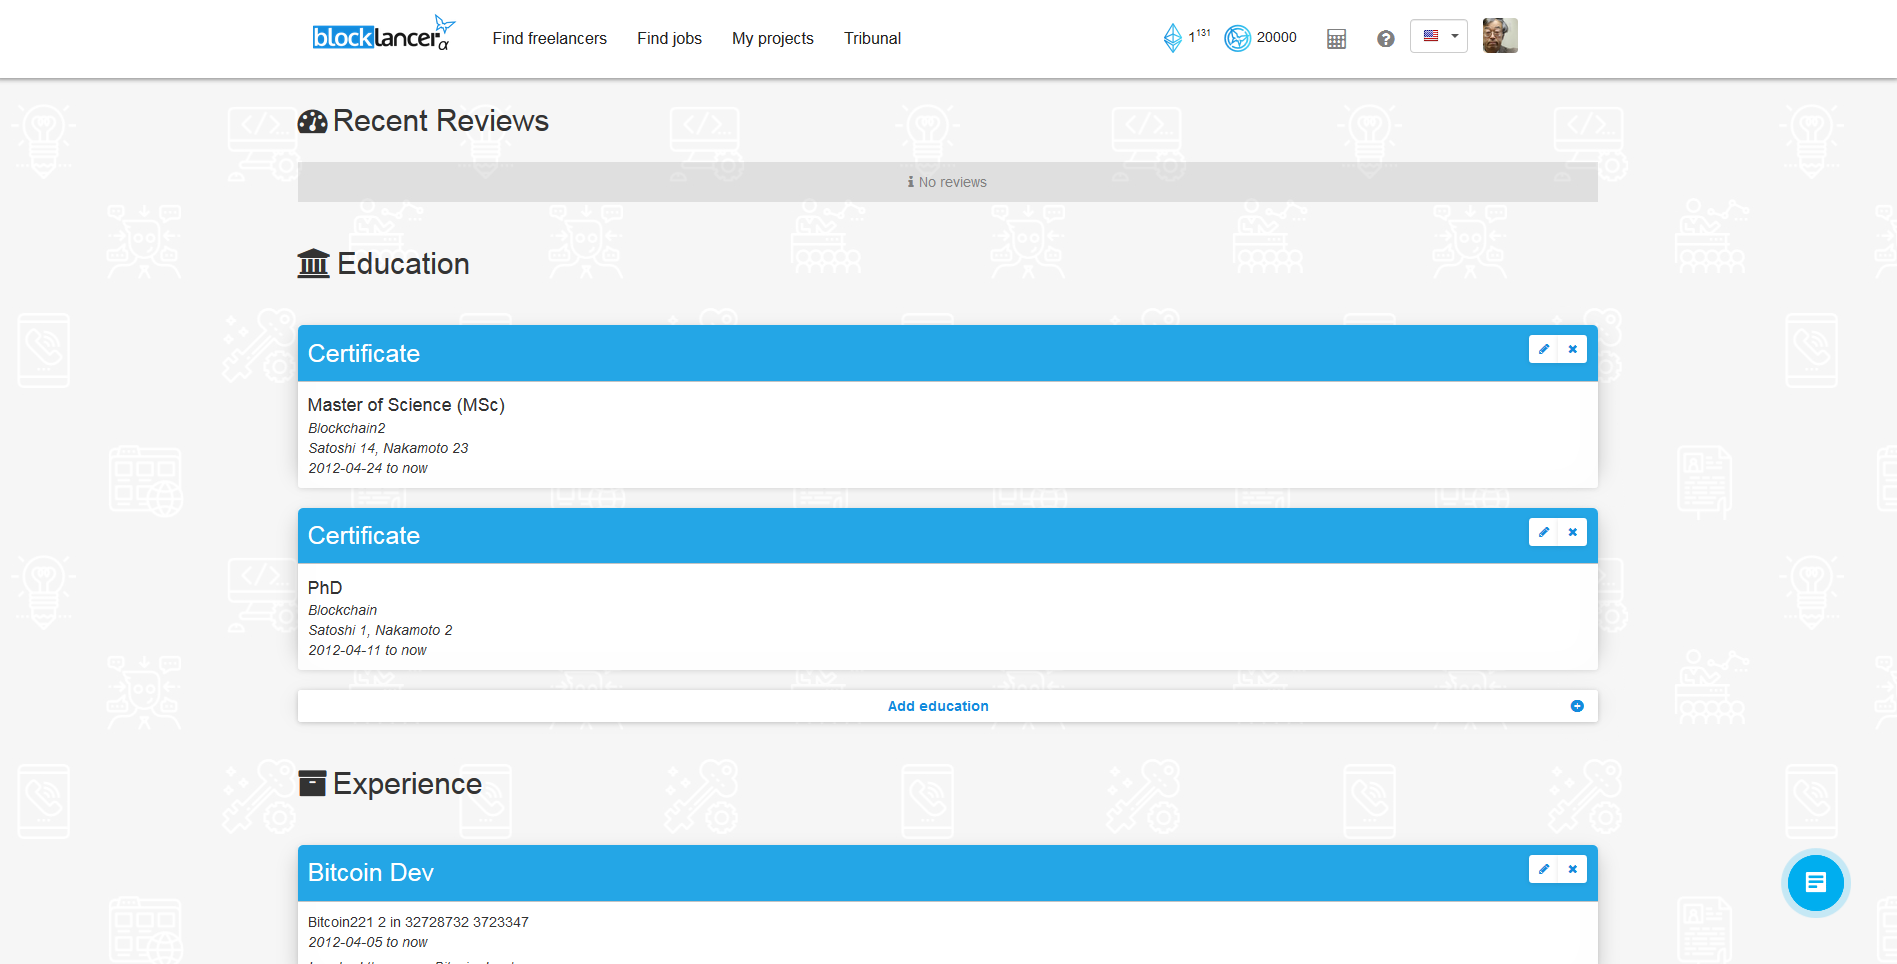 blocklancer α
Find freelancers
Find jobs
My projects
Tribunal
1 131
20000
Recent Reviews
No reviews
Education
Certificate
Master of Science (MSc)
Blockchain2
Satoshi 14, Nakamoto 23
2012-04-24 to now
Certificate
PhD
Blockchain
Satoshi 1, Nakamoto 2
2012-04-11 to now
Add education
Experience
Bitcoin Dev
Bitcoin221 2 in 32728732 3723347
2012-04-05 to now